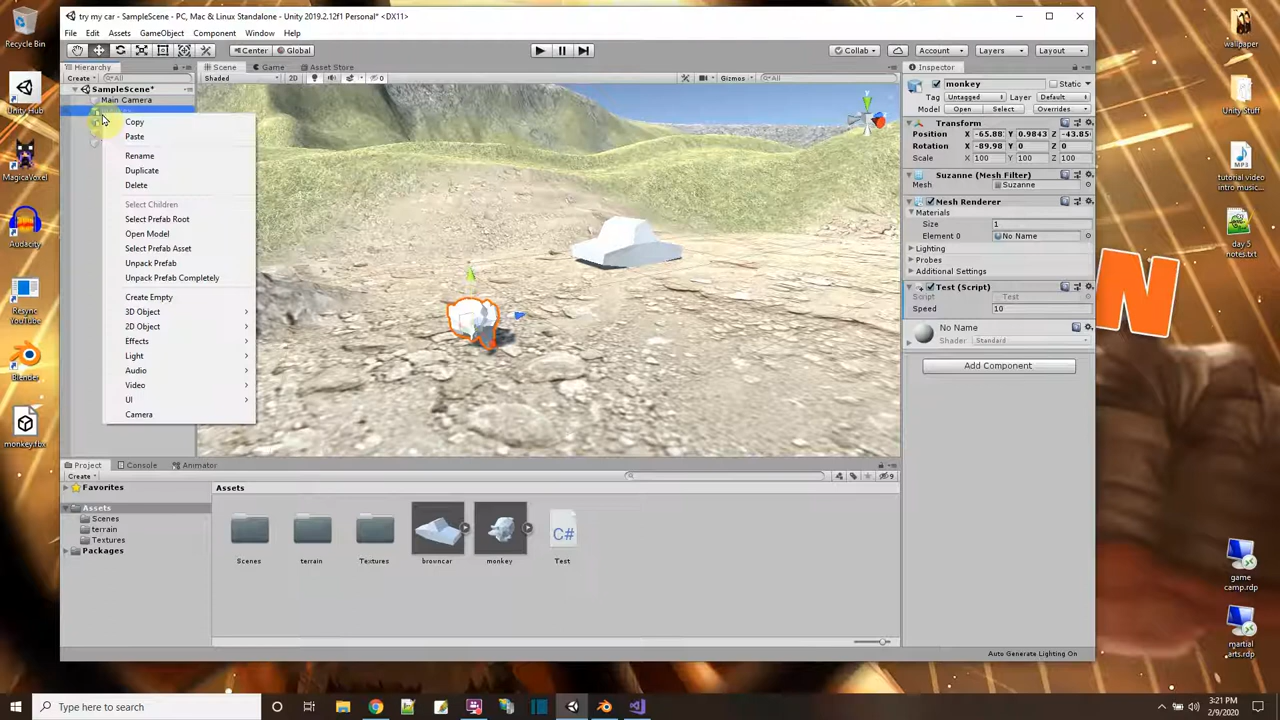 try my car - SampleScene - PC, Mac & Linux Standalone - Unity 2019.2.12f1 Personal* <DX11>
File Edit Assets GameObject Component Window Help
Center Global
Collab Account Layers Layout
Hierarchy
Create All
SampleScene*
Main Camera
Copy
Paste
Rename
Duplicate
Delete
Select Children
Select Prefab Root
Open Model
Select Prefab Asset
Unpack Prefab
Unpack Prefab Completely
Create Empty
3D Object
2D Object
Effects
Light
Audio
Video
UI
Camera
Scene Game Asset Store
Shaded 2D 0 Gizmos All
Inspector
monkey Static
Tag Untagged Layer Default
Model Open Select Overrides
Transform
Position X -65.88 Y 0.9843 Z -43.85
Rotation X -89.98 Y 0 Z 0
Scale X 100 Y 100 Z 100
Suzanne (Mesh Filter)
Mesh Suzanne
Mesh Renderer
Materials
Size 1
Element 0 No Name
Lighting
Probes
Additional Settings
Test (Script)
Script Test
Speed 10
No Name
Shader Standard
Add Component
Project Console Animator
Create 9
Favorites
Assets
Scenes
terrain
Textures
Packages
Assets
Scenes terrain Textures browncar monkey C# Test
Auto Generate Lighting On
Recycle Bin
Unity Hub
MagicaVoxel
Audacity
Resync YouTube
Blender
monkey.fbx
wallpaper
Unity Stuff
tutorial video
intro music...
day 5
notes.txt
N
game
camp.rdp
martial
arts.rdp
Type here to search
3:21 PM
2/9/2020